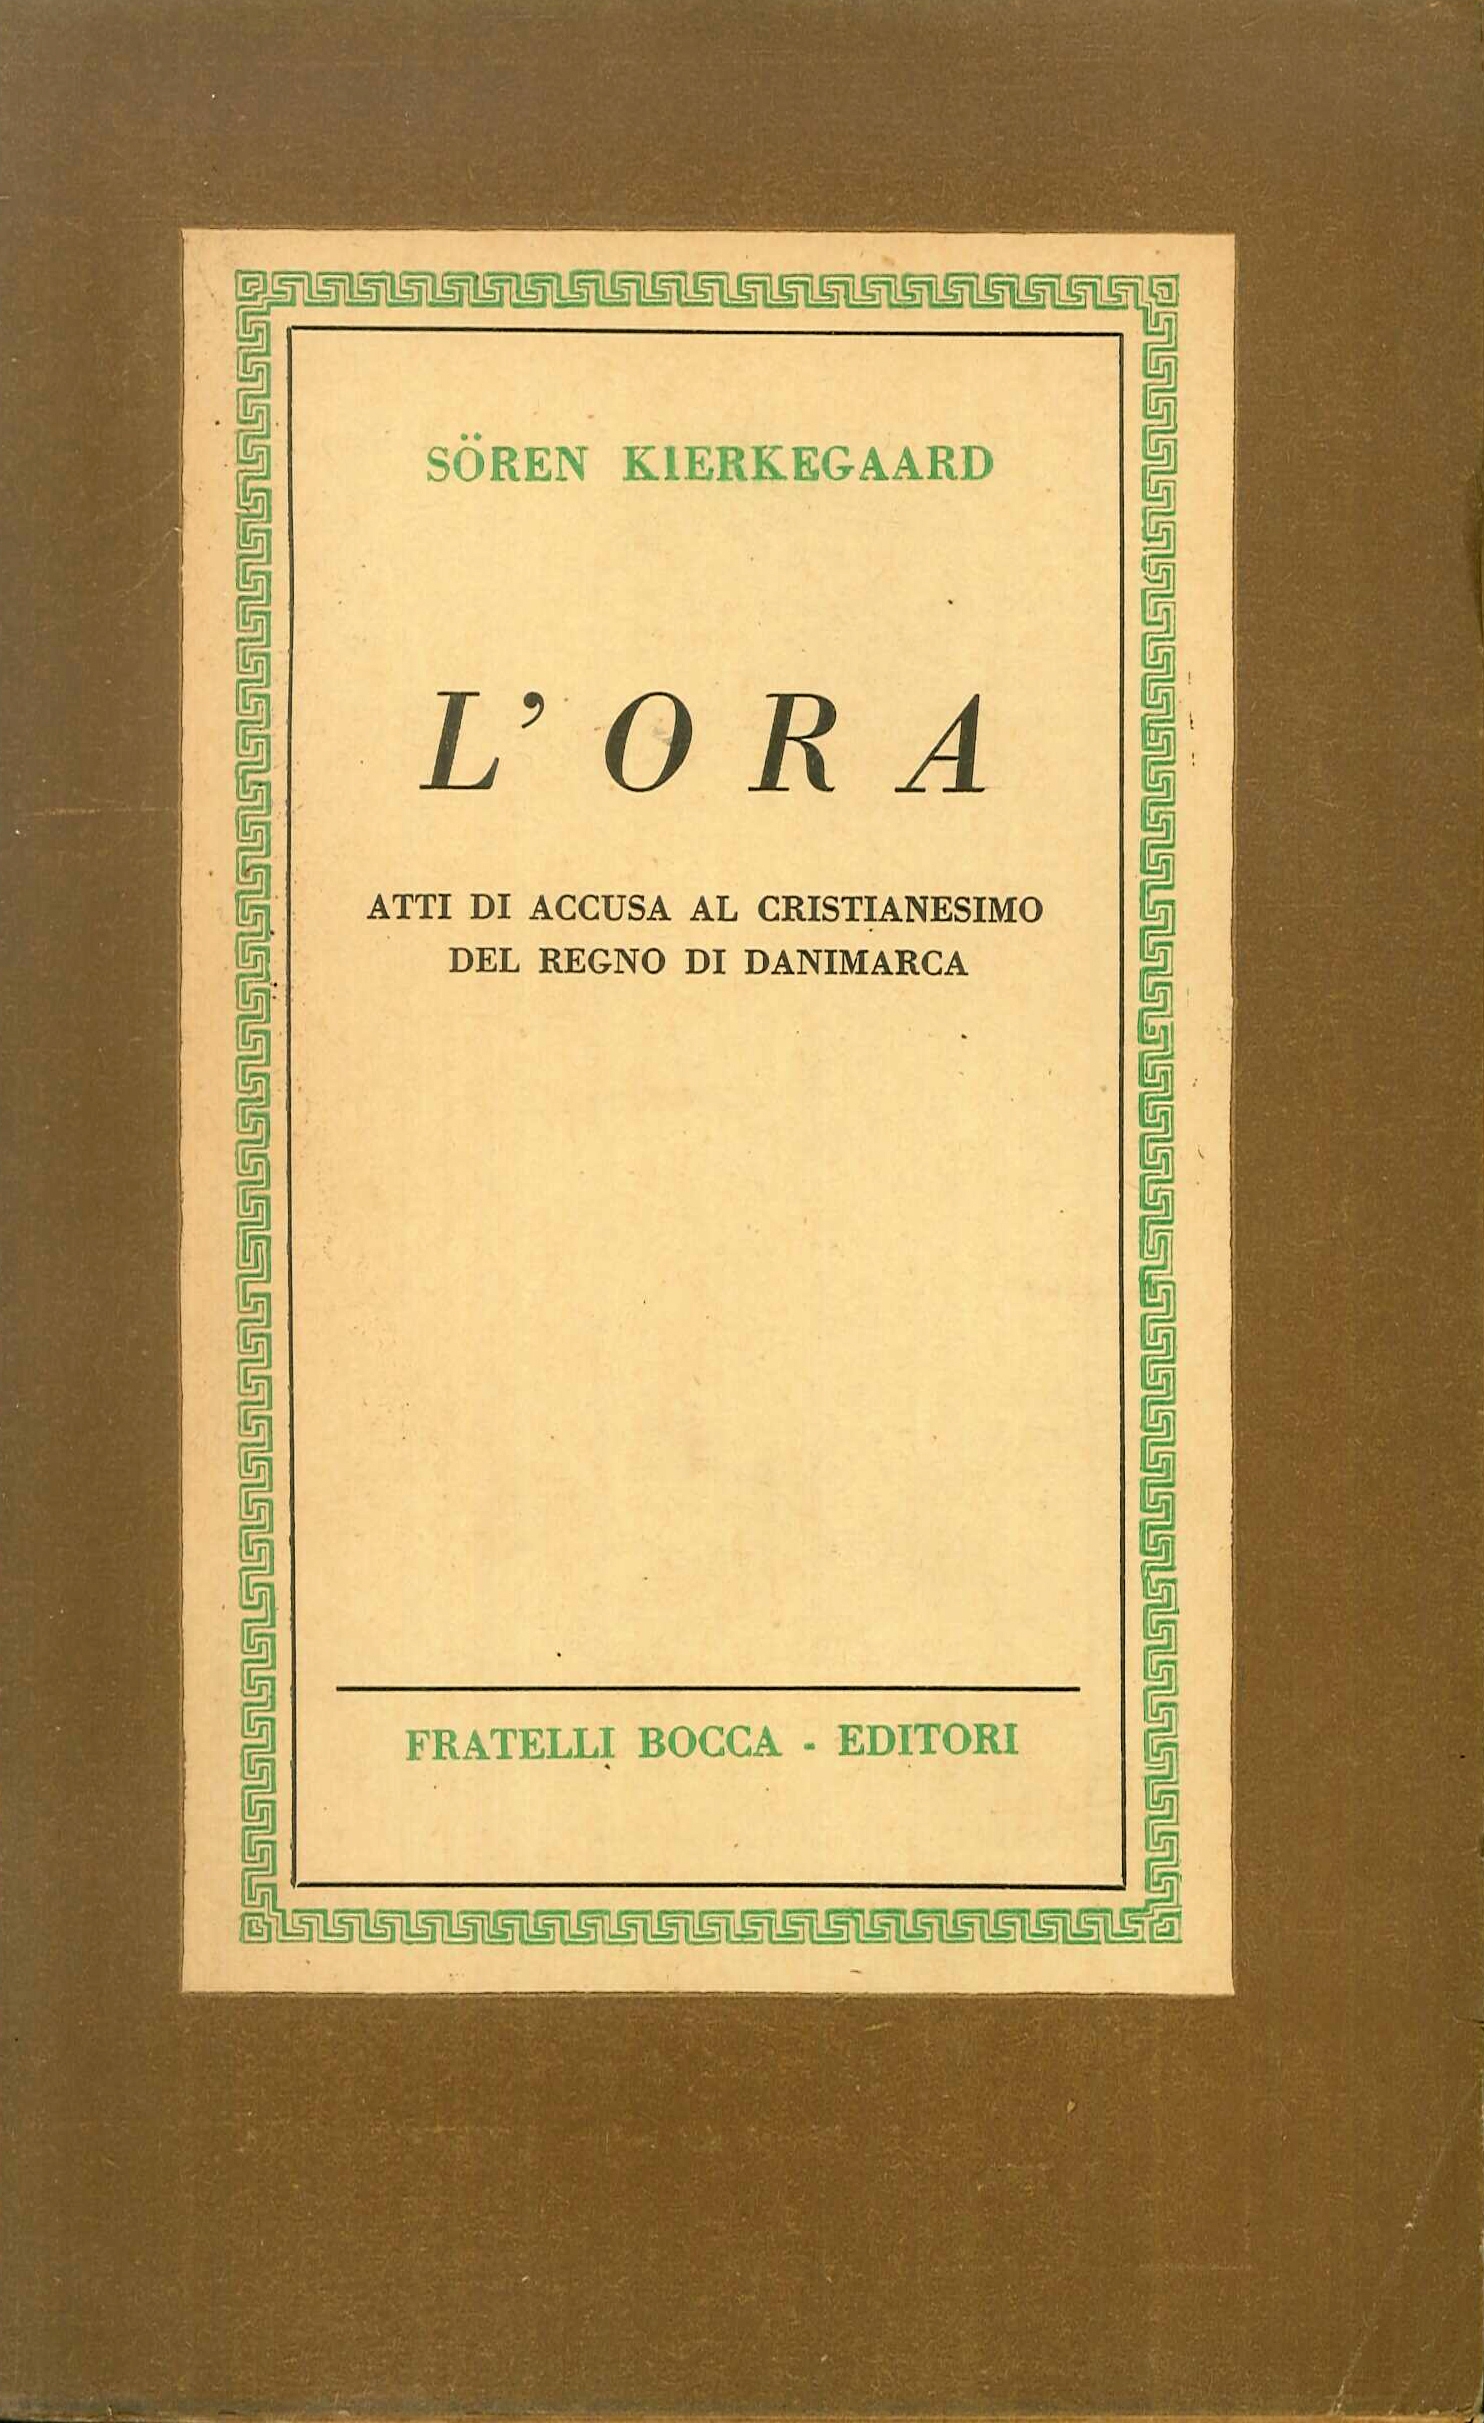 SÖREN KIERKEGAARD
L'ORA
ATTI DI ACCUSA AL CRISTIANESIMO
DEL REGNO DI DANIMARCA
FRATELLI BOCCA - EDITORI